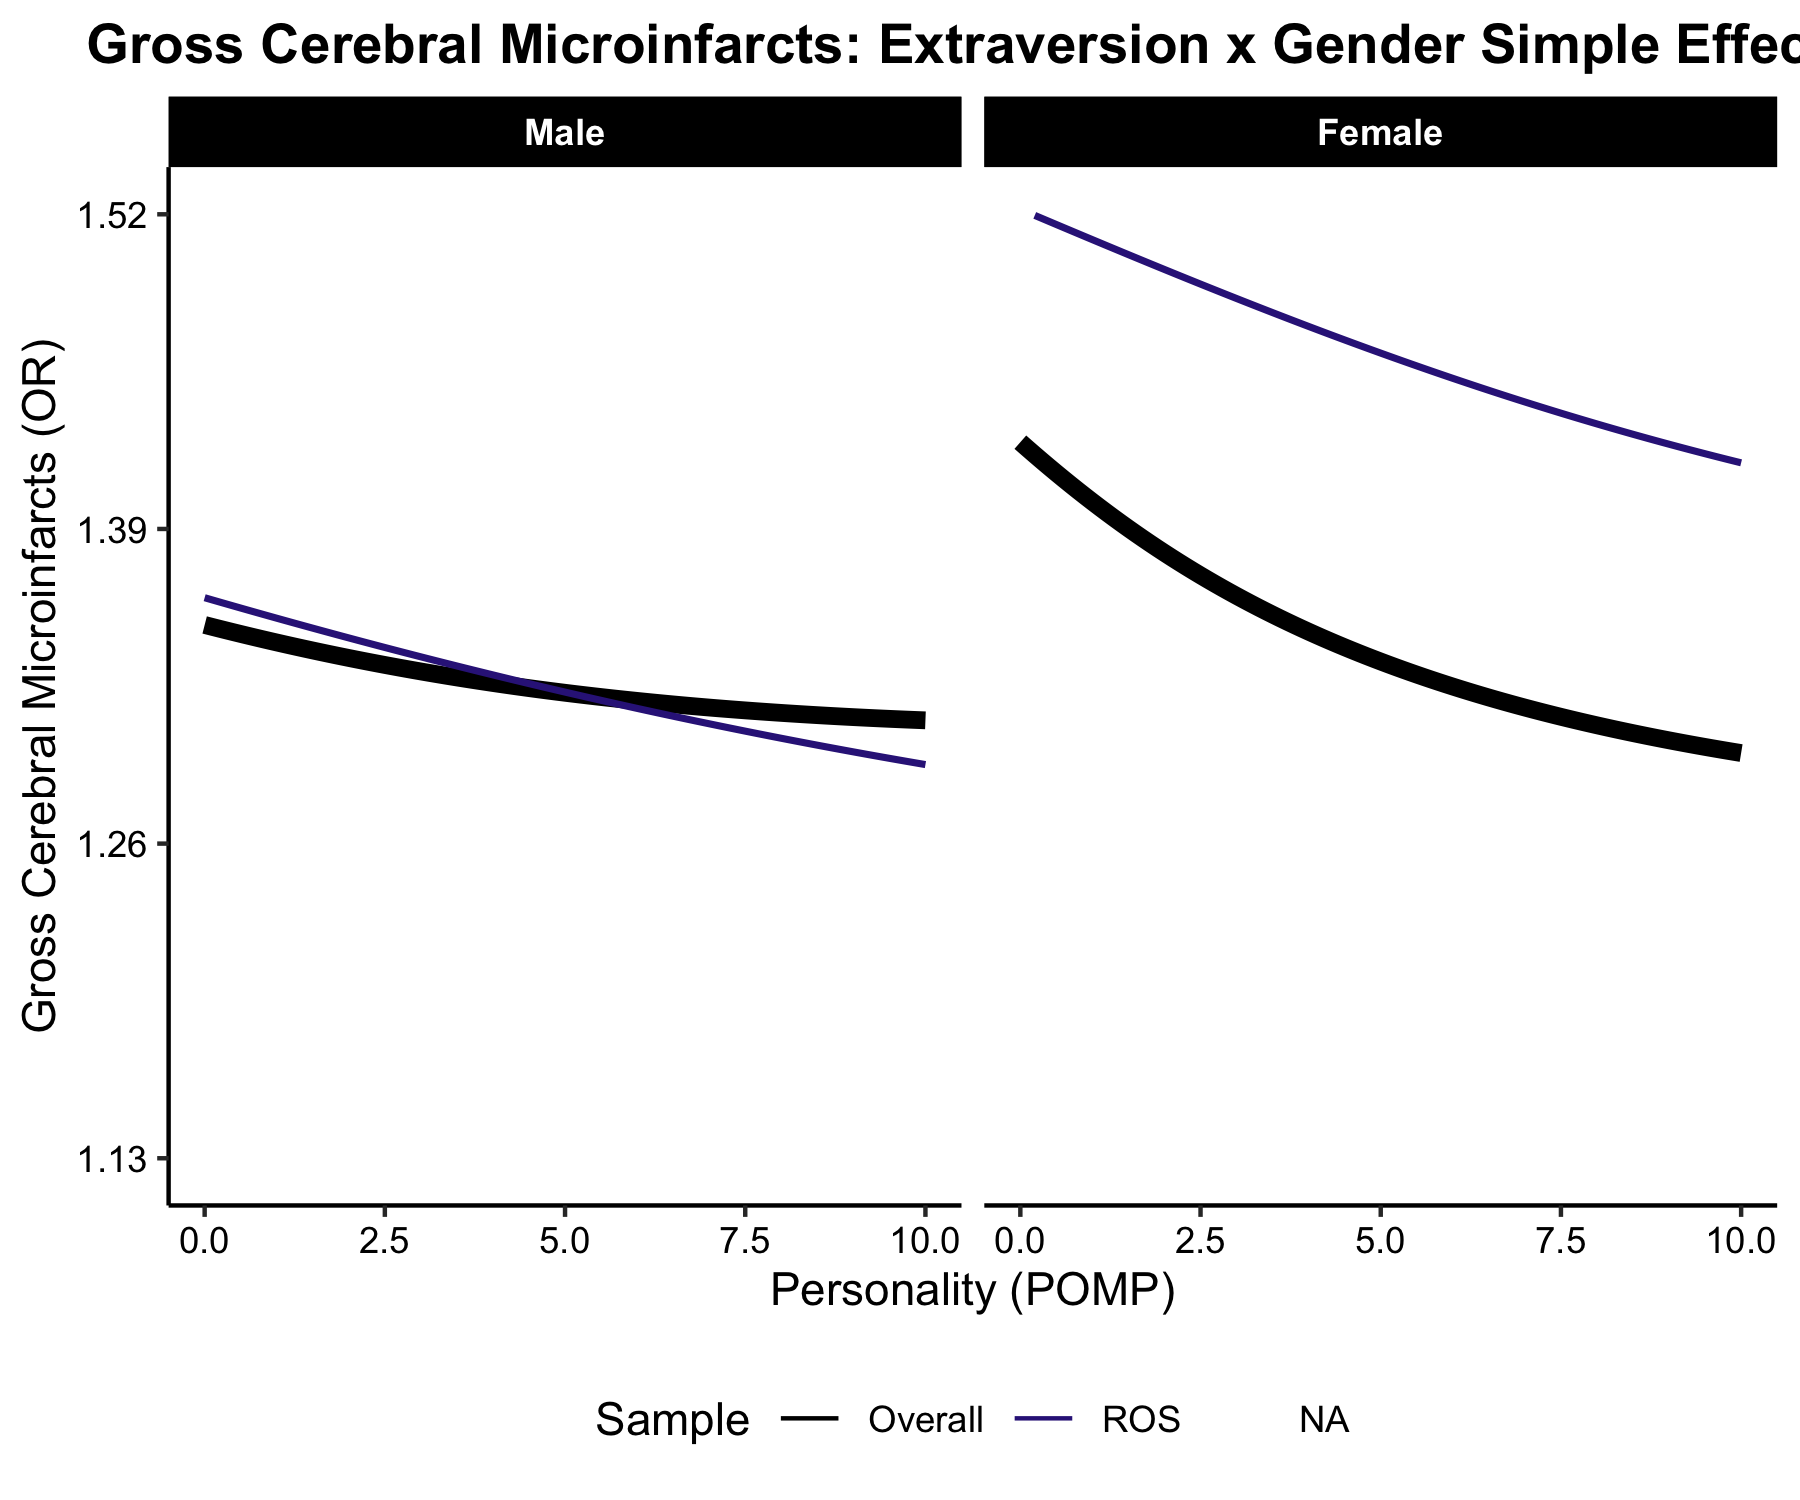 Gross Cerebral Microinfarcts: Extraversion x Gender Simple Effec
Male
Female
Gross Cerebral Microinfarcts (OR)
1.52
1.39
1.26
1.13
0.0 2.5 5.0 7.5 10.0 0.0 2.5 5.0 7.5 10.0
Personality (POMP)
Sample Overall ROS NA